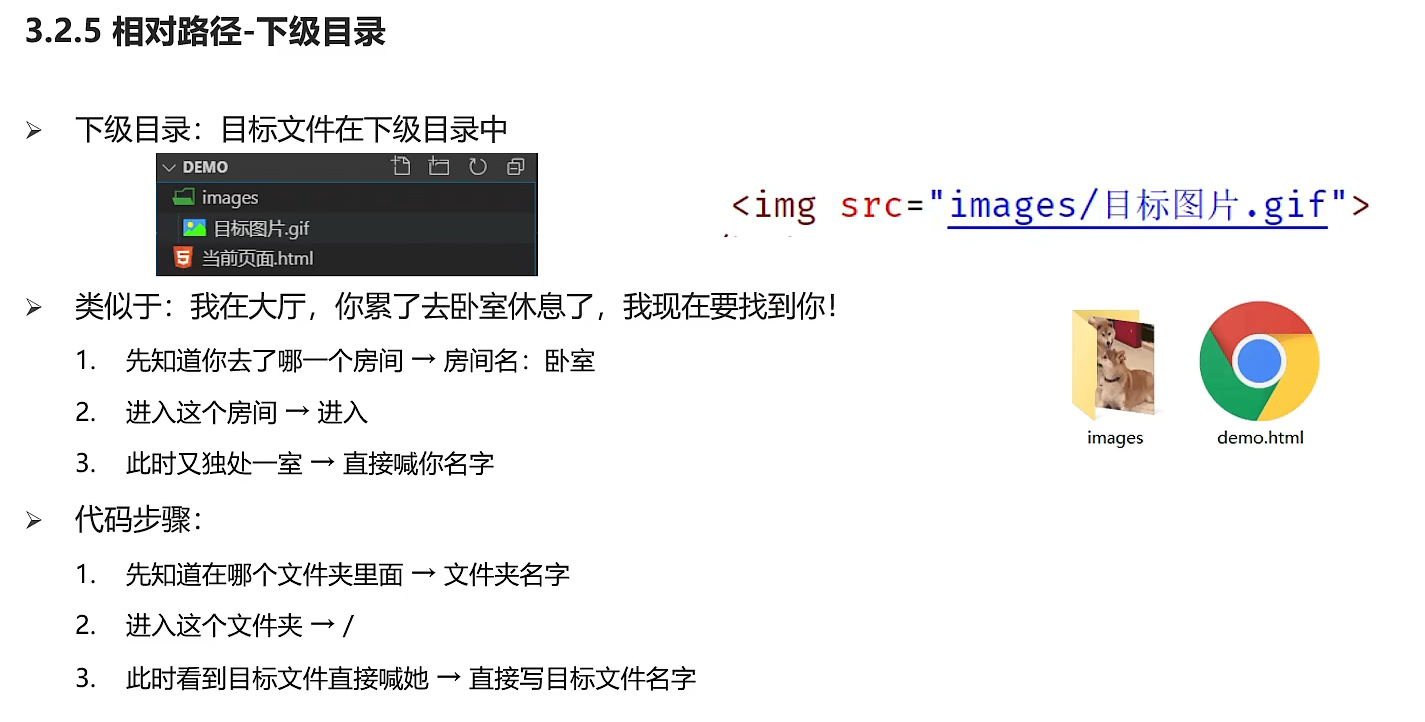 3.2.5 相对路径-下级目录
下级目录：目标文件在下级目录中
DEMO
images
目标图片.gif
当前页面.html
<img src="images/目标图片.gif">
类似于：我在大厅，你累了去卧室休息了，我现在要找到你！
1. 先知道你去了哪一个房间 → 房间名：卧室
2. 进入这个房间 → 进入
3. 此时又独处一室 → 直接喊你名字
images
demo.html
代码步骤：
1. 先知道在哪个文件夹里面 → 文件夹名字
2. 进入这个文件夹 → /
3. 此时看到目标文件直接喊她 → 直接写目标文件名字